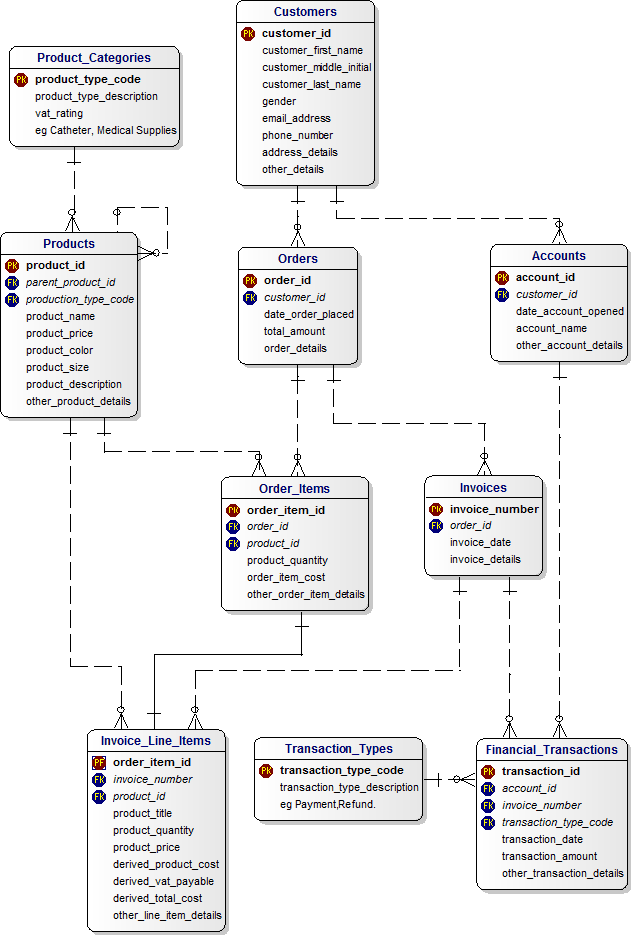 Customers
PK customer_id
customer_first_name
customer_middle_initial
customer_last_name
gender
email_address
phone_number
address_details
other_details
Product_Categories
PK product_type_code
product_type_description
vat_rating
eg Catheter, Medical Supplies
Products
PK product_id
FK parent_product_id
FK production_type_code
product_name
product_price
product_color
product_size
product_description
other_product_details
Orders
PK order_id
FK customer_id
date_order_placed
total_amount
order_details
Accounts
PK account_id
FK customer_id
date_account_opened
account_name
other_account_details
Order_Items
PK order_item_id
FK order_id
FK product_id
product_quantity
order_item_cost
other_order_item_details
Invoices
PK invoice_number
FK order_id
invoice_date
invoice_details
Invoice_Line_Items
PF order_item_id
FK invoice_number
FK product_id
product_title
product_quantity
product_price
derived_product_cost
derived_vat_payable
derived_total_cost
other_line_item_details
Transaction_Types
PK transaction_type_code
transaction_type_description
eg Payment,Refund.
Financial_Transactions
PK transaction_id
FK account_id
FK invoice_number
FK transaction_type_code
transaction_date
transaction_amount
other_transaction_details